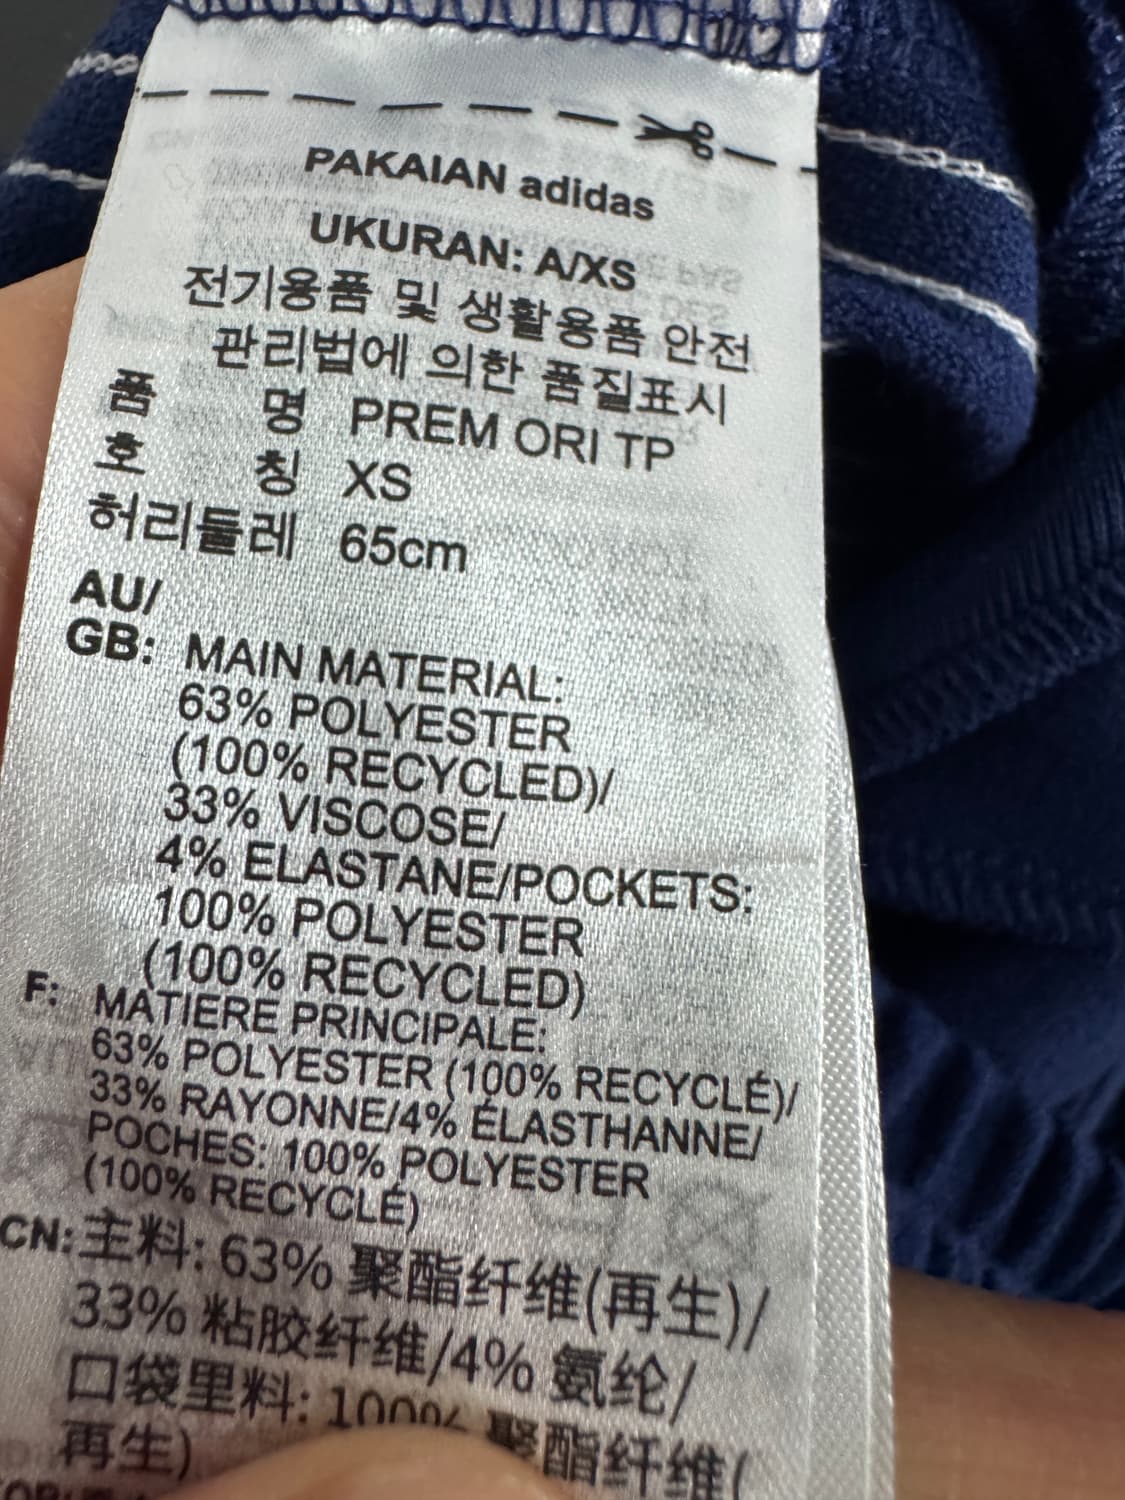 PAKAIAN adidas
UKURAN: A/XS
전기용품 및 생활용품 안전
관리법에 의한 품질표시
품 명 PREM ORI TP
호 칭 XS
허리둘레 65cm
AU/
GB: MAIN MATERIAL:
63% POLYESTER
(100% RECYCLED)/
33% VISCOSE/
4% ELASTANE/POCKETS:
100% POLYESTER
(100% RECYCLED)
F: MATIERE PRINCIPALE:
63% POLYESTER (100% RECYCLÉ)/
33% RAYONNE/4% ÉLASTHANNE/
POCHES: 100% POLYESTER
(100% RECYCLÉ)
CN: 主料: 63% 聚酯纤维(再生)/
33% 粘胶纤维/4% 氨纶/
口袋里料: 100% 聚酯纤维(
再生)